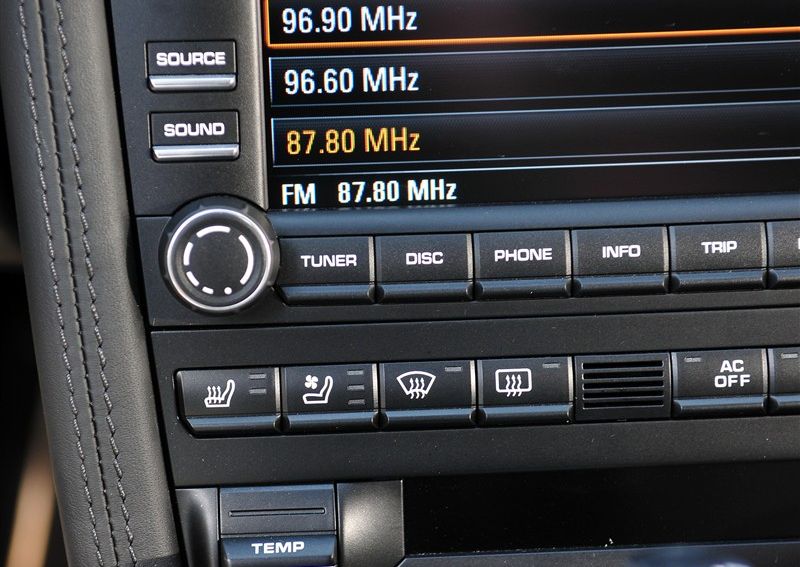 96.90 MHz
SOURCE
96.60 MHz
SOUND
87.80 MHz
FM 87.80 MHz
TUNER DISC PHONE INFO TRIP
AC
OFF
TEMP